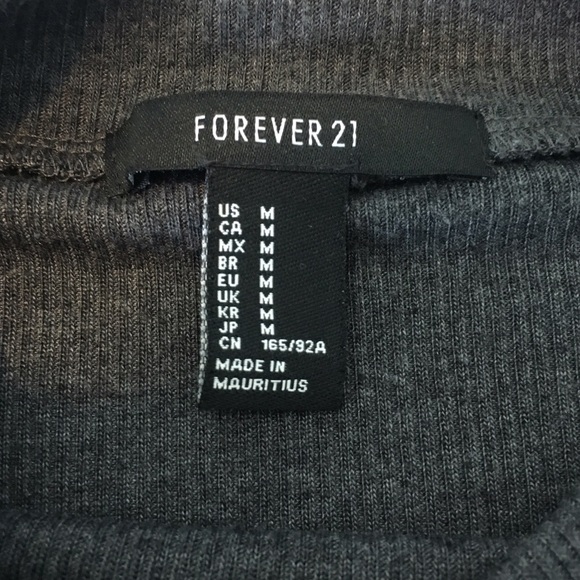 FOREVER 21
US M
CA M
MX M
BR M
EU M
UK M
KR M
JP M
CN 165/92A
MADE IN
MAURITIUS